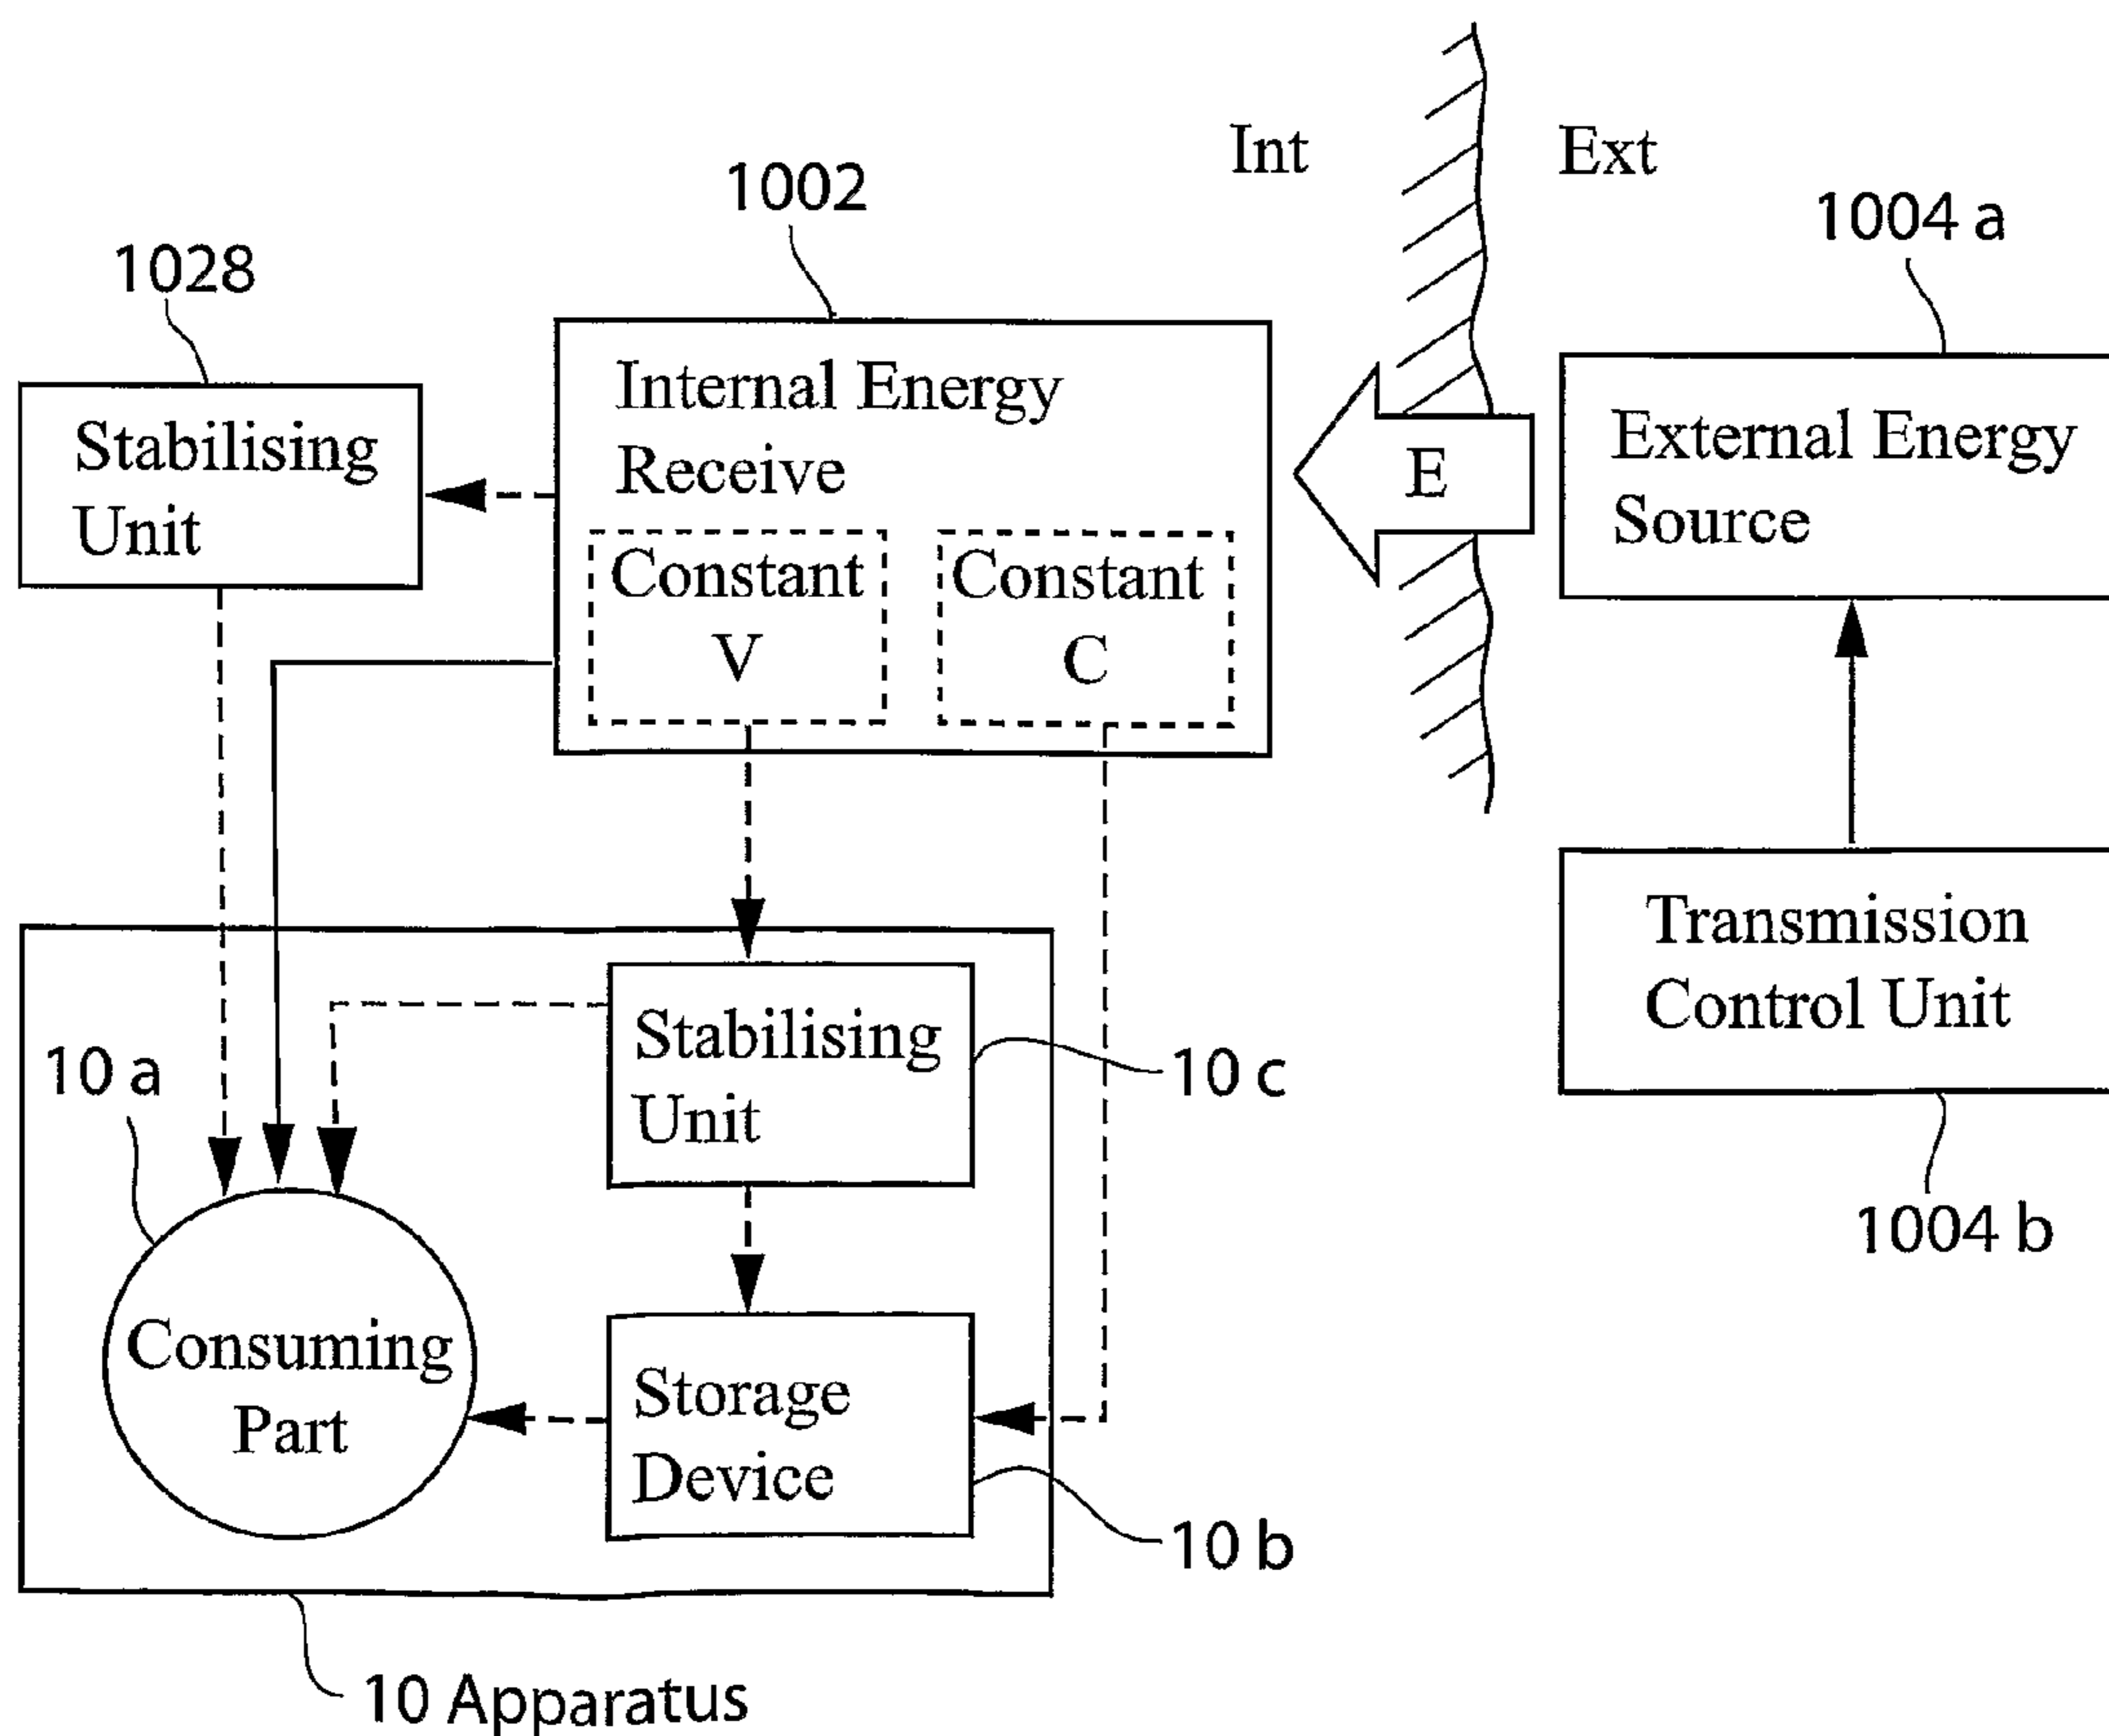 Int
Ext
1002
1004 a
1028
Internal Energy
Receive
Constant
V
Constant
C
Stabilising
Unit
E
External Energy
Source
Transmission
Control Unit
1004 b
Stabilising
Unit
10 c
10 a
Consuming
Part
Storage
Device
10 b
10 Apparatus